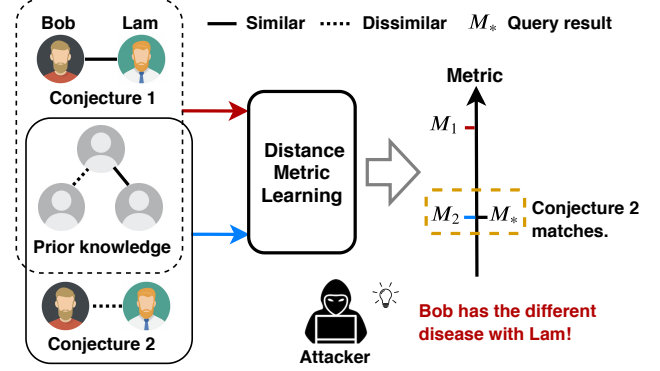 Bob Lam
Similar Dissimilar M* Query result
Conjecture 1
Metric
M1
Distance
Metric
Learning
Prior knowledge
M2 M*
Conjecture 2
matches.
Conjecture 2
Attacker
Bob has the different
disease with Lam!